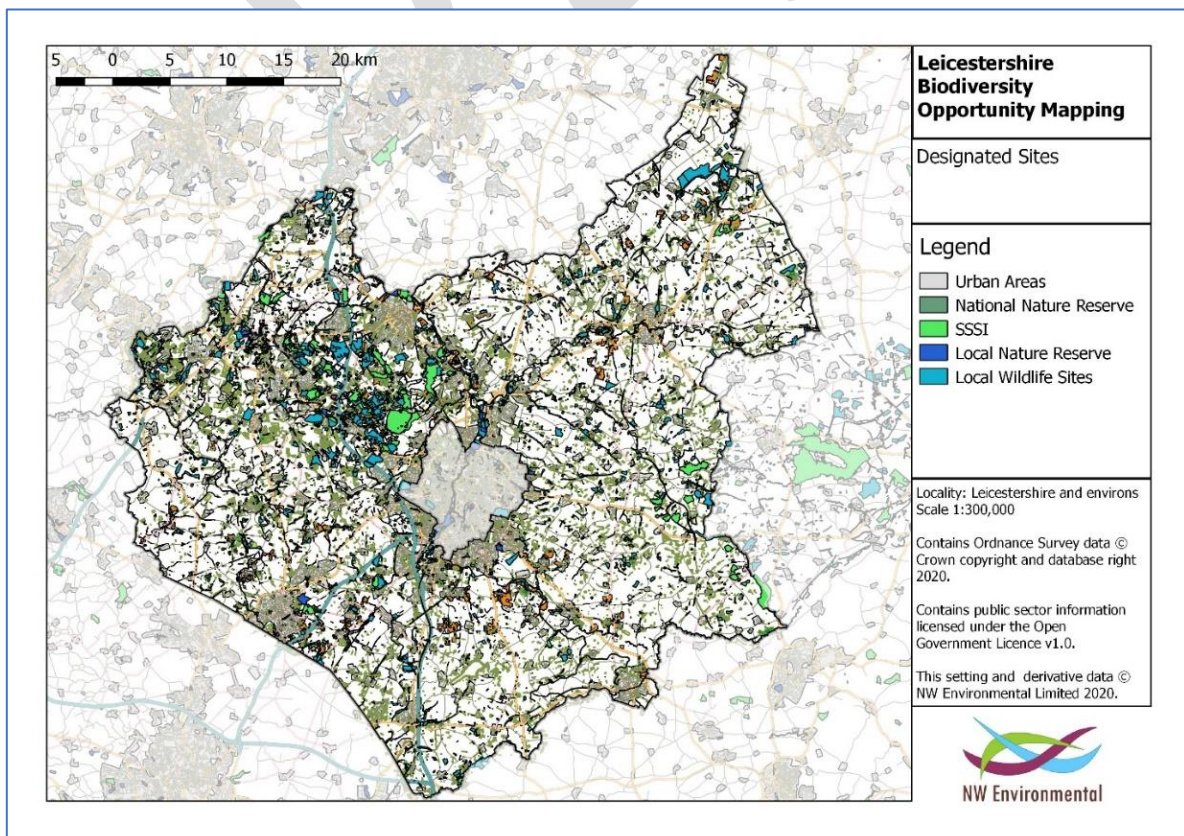 5 0 5 10 15 20 km
Leicestershire
Biodiversity
Opportunity Mapping
Designated Sites
Legend
Urban Areas
National Nature Reserve
SSSI
Local Nature Reserve
Local Wildlife Sites
Locality: Leicestershire and environs
Scale 1:300,000
Contains Ordnance Survey data ©
Crown copyright and database right
2020.
Contains public sector information
licensed under the Open
Government Licence v1.0.
This setting and derivative data ©
NW Environmental Limited 2020.
NW Environmental